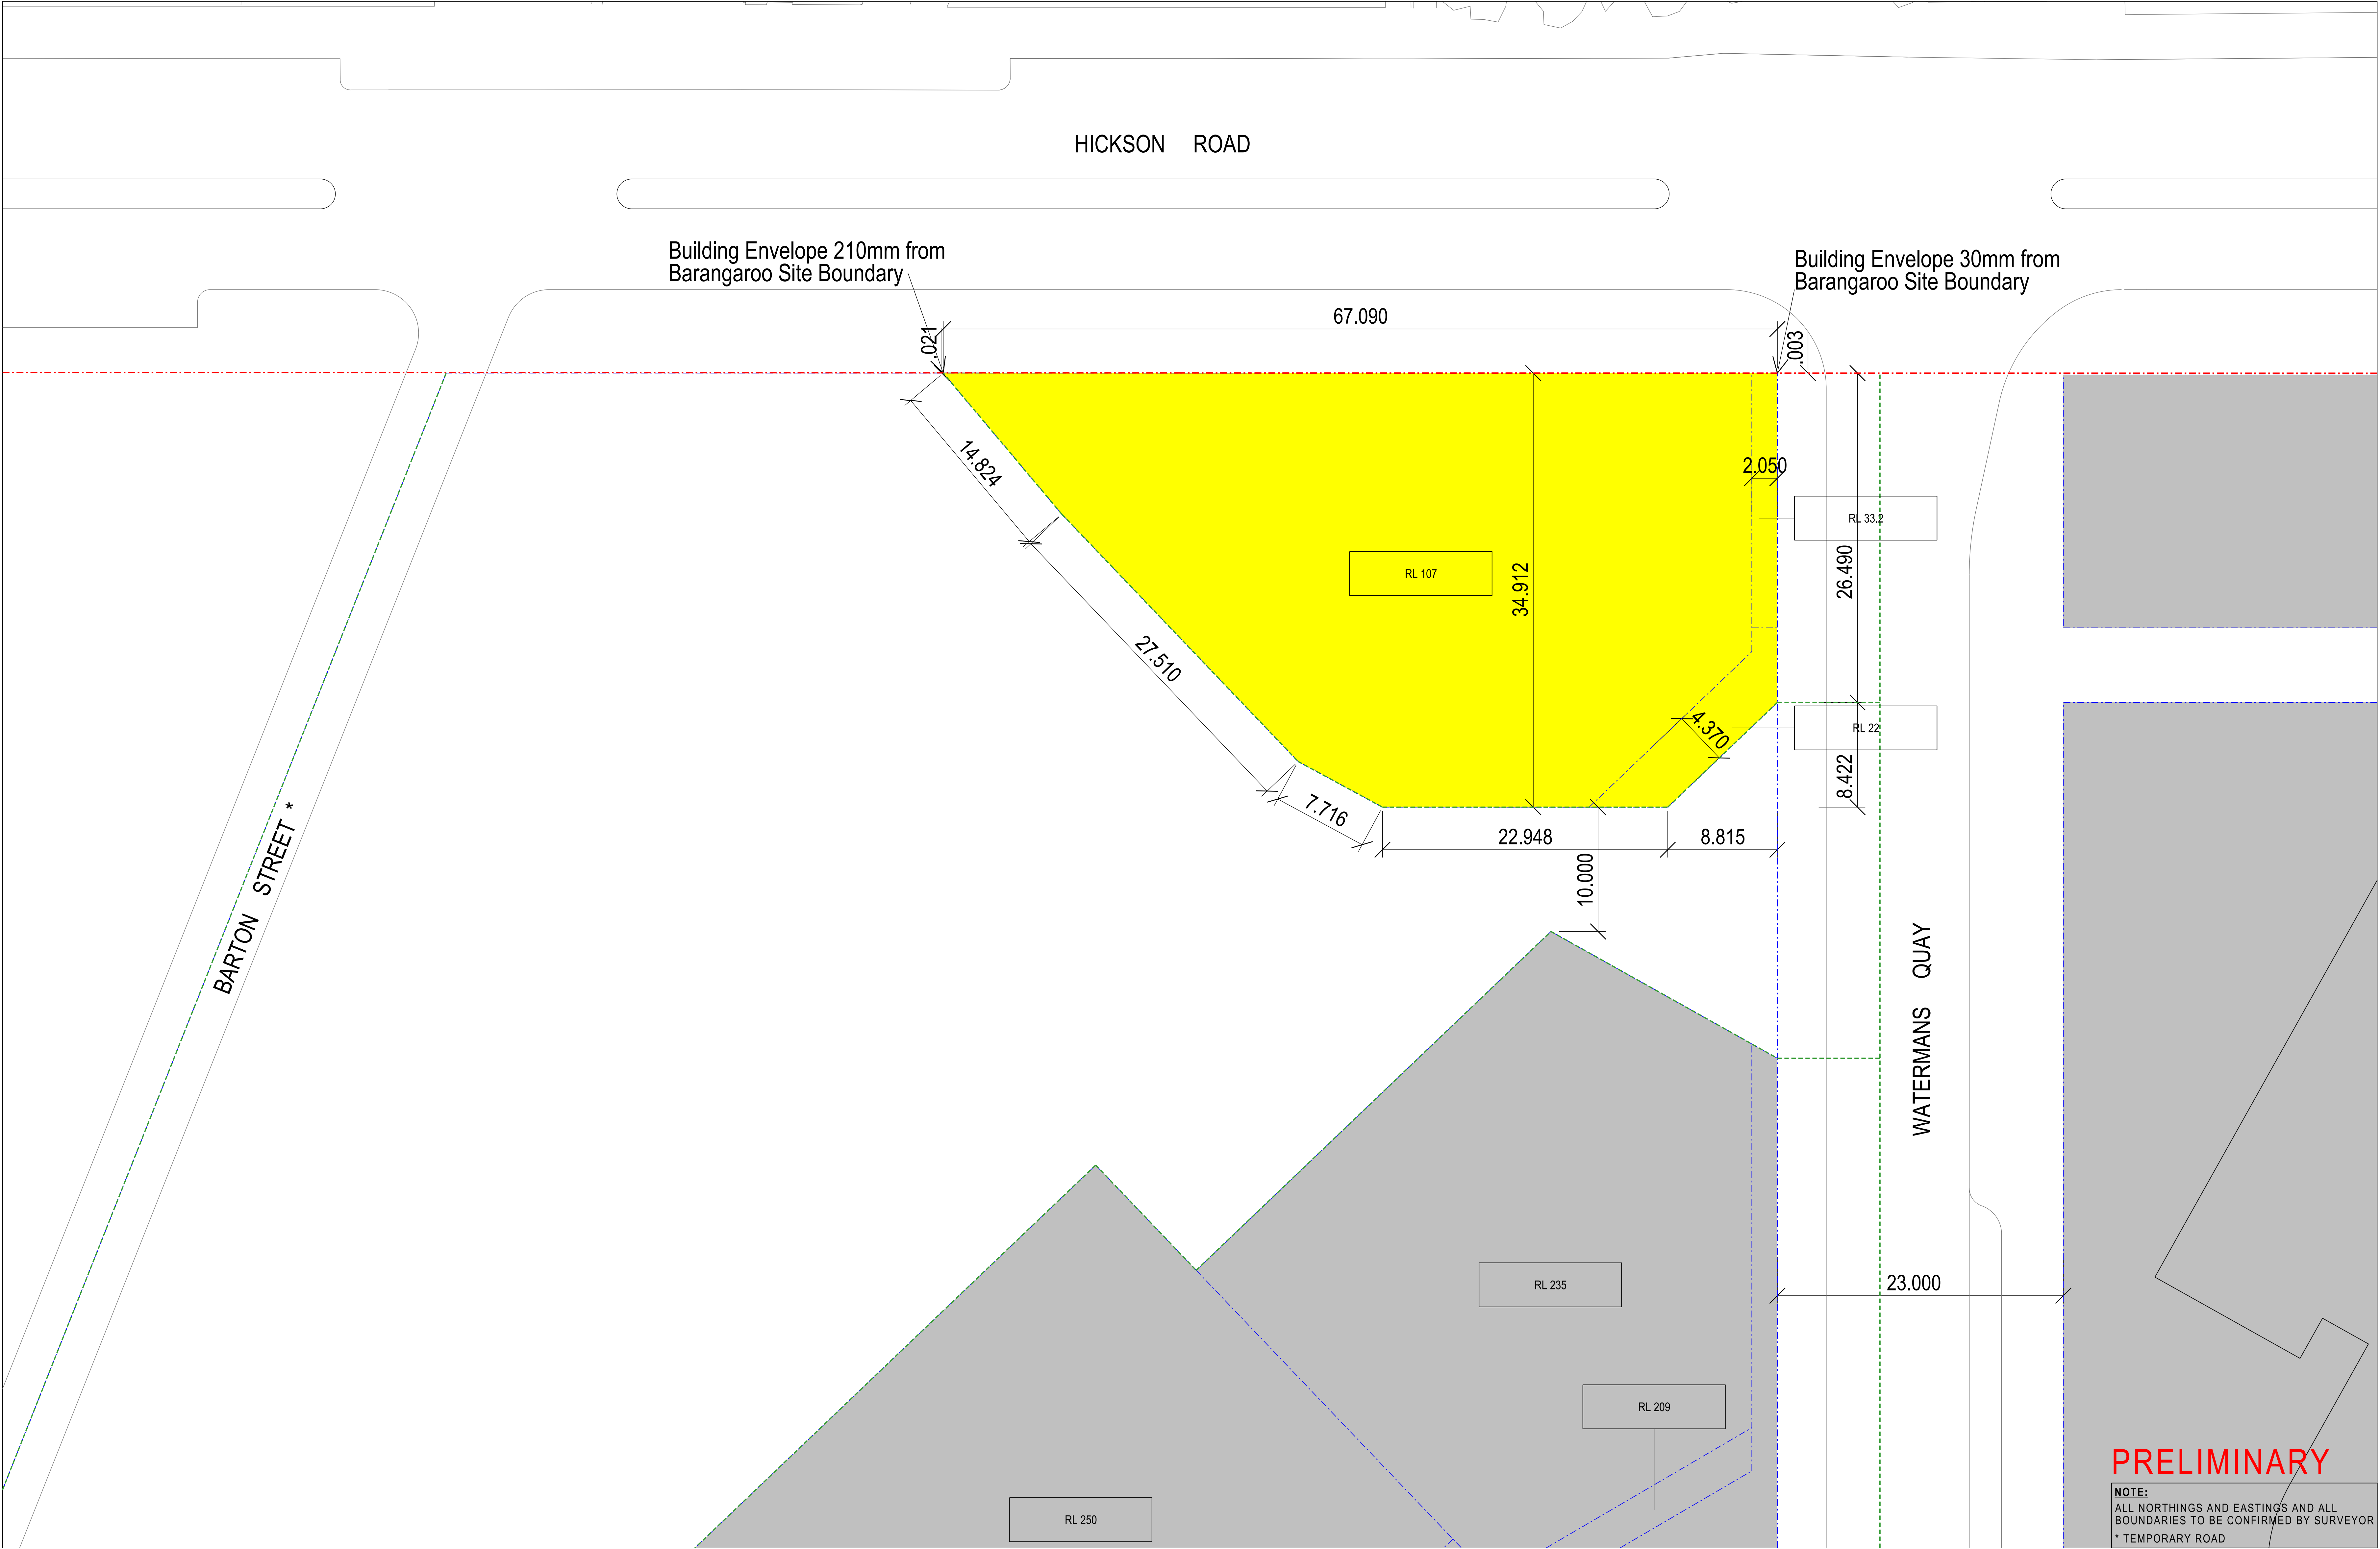 HICKSON ROAD
Building Envelope 210mm from
Barangaroo Site Boundary
Building Envelope 30mm from
Barangaroo Site Boundary
67.090
.021
.003
14.824
2.050
RL 33.2
26.490
RL 107
34.912
27.510
4.370
RL 22
8.422
7.716
22.948
8.815
10.000
BARTON STREET *
WATERMANS QUAY
23.000
RL 235
RL 209
RL 250
PRELIMINARY
NOTE:
ALL NORTHINGS AND EASTINGS AND ALL
BOUNDARIES TO BE CONFIRMED BY SURVEYOR
* TEMPORARY ROAD